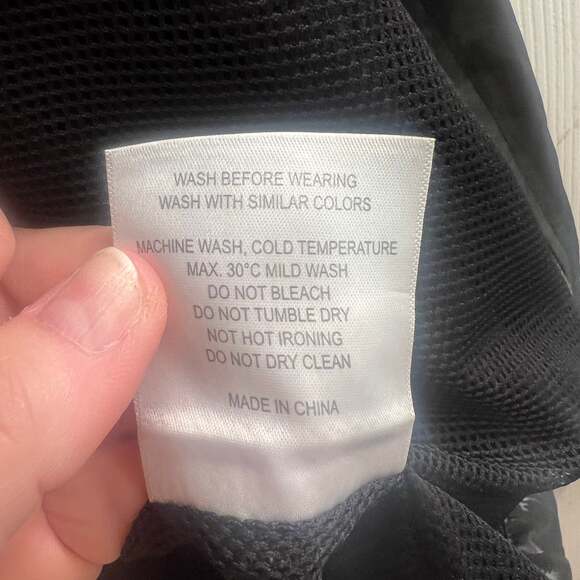 WASH BEFORE WEARING
WASH WITH SIMILAR COLORS
MACHINE WASH, COLD TEMPERATURE
MAX. 30°C MILD WASH
DO NOT BLEACH
DO NOT TUMBLE DRY
NOT HOT IRONING
DO NOT DRY CLEAN
MADE IN CHINA